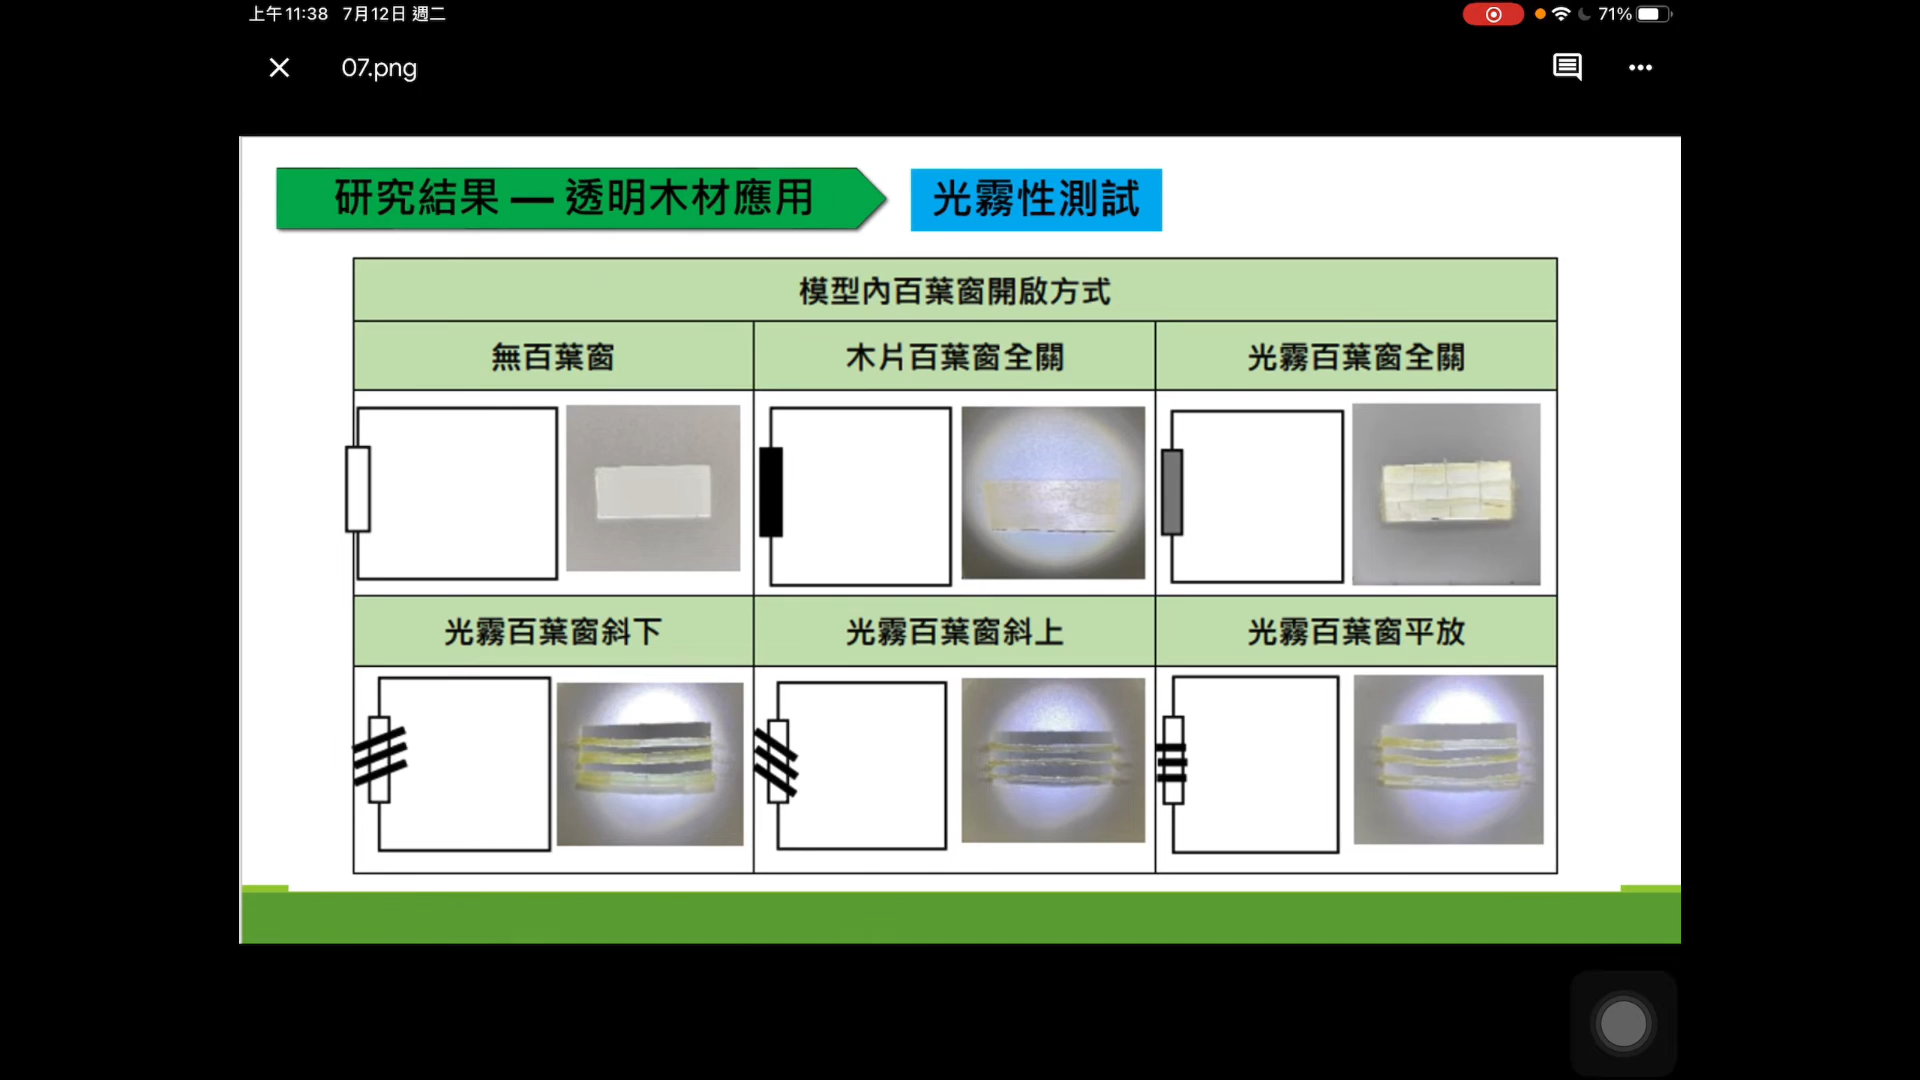 上午11:38 7月12日 週二
71%
07.png
研究結果 — 透明木材應用
光霧性測試
模型內百葉窗開啟方式
無百葉窗
木片百葉窗全關
光霧百葉窗全關
光霧百葉窗斜下
光霧百葉窗斜上
光霧百葉窗平放